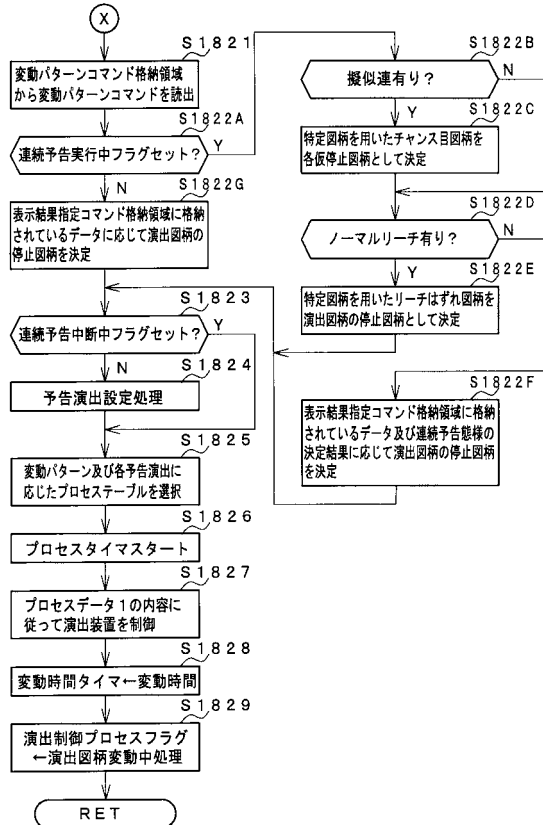 X
S1821
変動パターンコマンド格納領域
から変動パターンコマンドを読出
S1822A
連続予告実行中フラグセット?
Y
N
S1822G
表示結果指定コマンド格納領域に格納
されているデータに応じて演出図柄の
停止図柄を決定
S1823
連続予告中断中フラグセット?
Y
N
S1824
予告演出設定処理
S1825
変動パターン及び各予告演出に
応じたプロセステーブルを選択
S1826
プロセスタイマスタート
S1827
プロセスデータ1の内容に
従って演出装置を制御
S1828
変動時間タイマ←変動時間
S1829
演出制御プロセスフラグ
←演出図柄変動中処理
RET
S1822B
擬似連有り?
N
Y
S1822C
特定図柄を用いたチャンス目図柄を
各仮停止図柄として決定
S1822D
ノーマルリーチ有り?
N
Y
S1822E
特定図柄を用いたリーチはずれ図柄を
演出図柄の停止図柄として決定
S1822F
表示結果指定コマンド格納領域に格納
されているデータ及び連続予告態様の
決定結果に応じて演出図柄の停止図柄
を決定